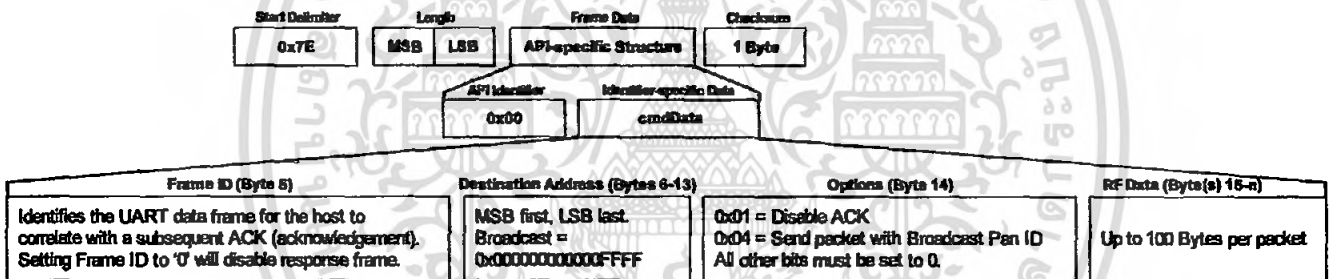 Start Delimiter Length Frame Data Checksum
0x7E MSB LSB API-specific Structure 1 Byte
API Identifier Identifier-specific Data
0x00 cmdData
Frame ID (Byte 5) Destination Address (Bytes 6-13) Options (Byte 14) RF Data (Byte(s) 15-n)
Identifies the UART data frame for the host to
correlate with a subsequent ACK (acknowledgement).
Setting Frame ID to '0' will disable response frame.
MSB first, LSB last.
Broadcast =
0x000000000000FFFF
0x01 = Disable ACK
0x04 = Send packet with Broadcast Pan ID
All other bits must be set to 0.
Up to 100 Bytes per packet